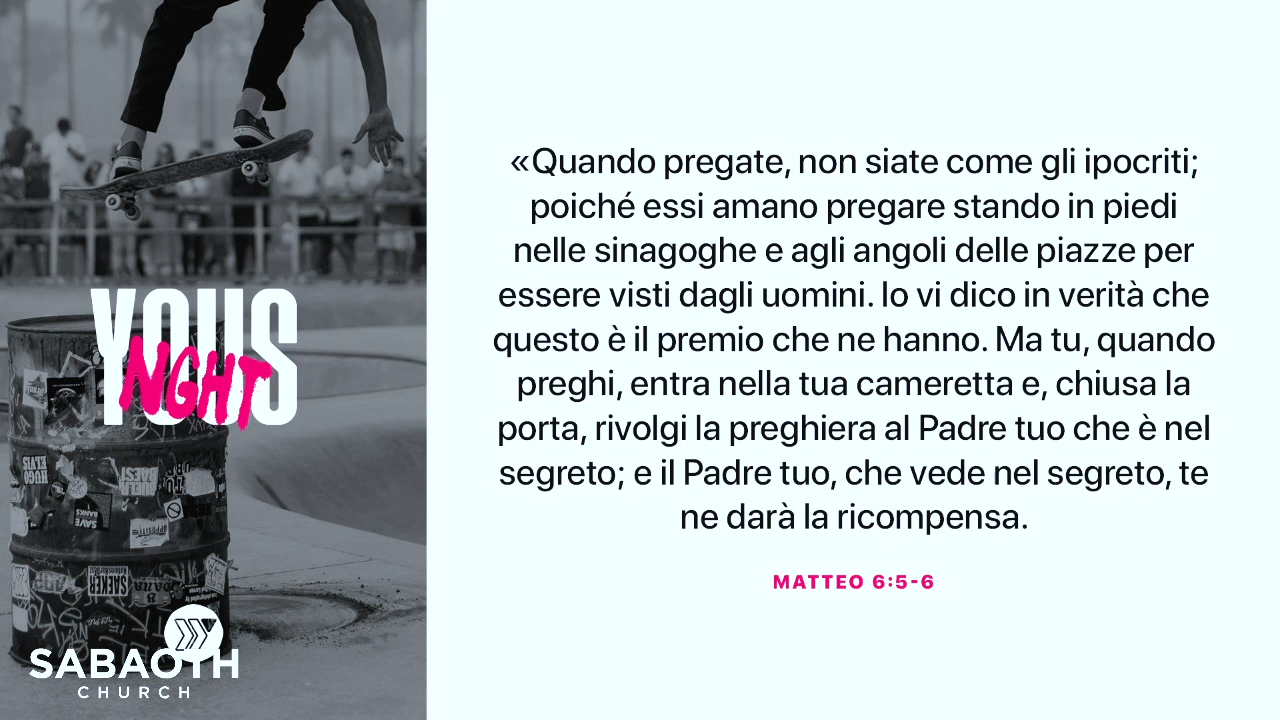 «Quando pregate, non siate come gli ipocriti;
poiché essi amano pregare stando in piedi
nelle sinagoghe e agli angoli delle piazze per
essere visti dagli uomini. Io vi dico in verità che
questo è il premio che ne hanno. Ma tu, quando
preghi, entra nella tua cameretta e, chiusa la
porta, rivolgi la preghiera al Padre tuo che è nel
segreto; e il Padre tuo, che vede nel segreto, te
ne darà la ricompensa.
MATTEO 6:5-6
NGHT
SABAOTH
CHURCH
HUGO
ELVIS
SAVE
BANKS